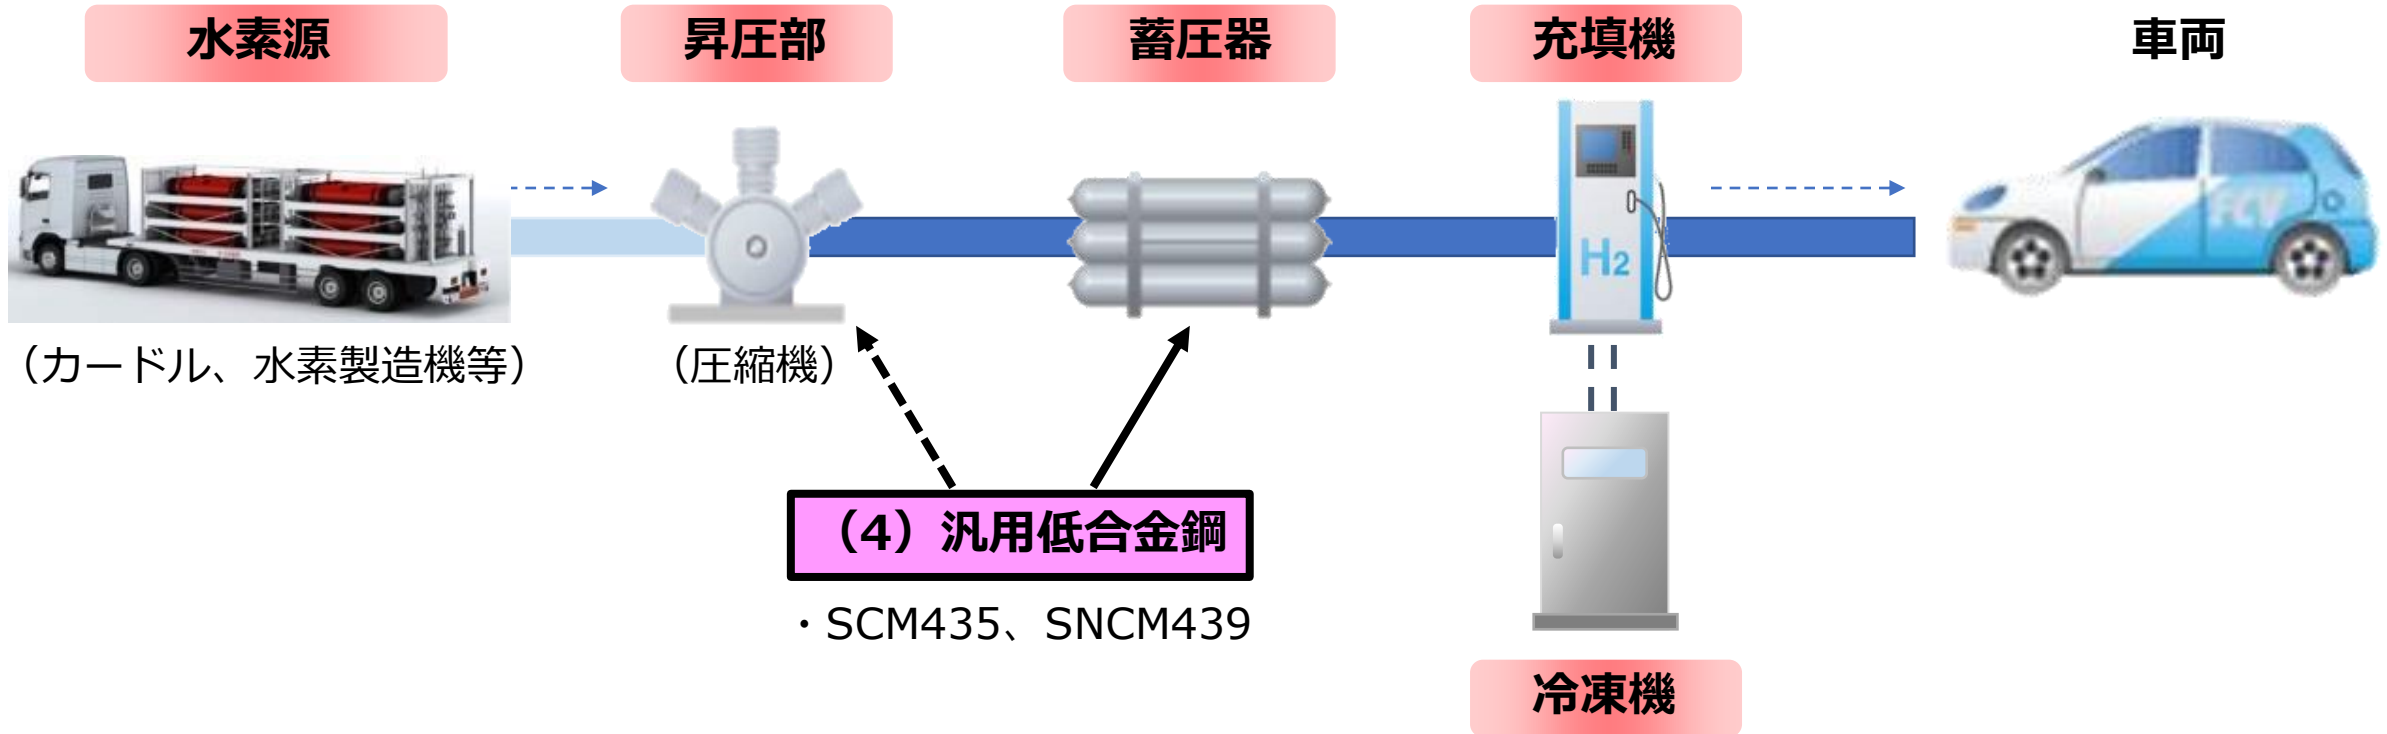 水素源
昇圧部
蓄圧器
充填機
車両
FCV
H2
（カードル、水素製造機等）
（圧縮機）
（4）汎用低合金鋼
・SCM435、SNCM439
冷凍機